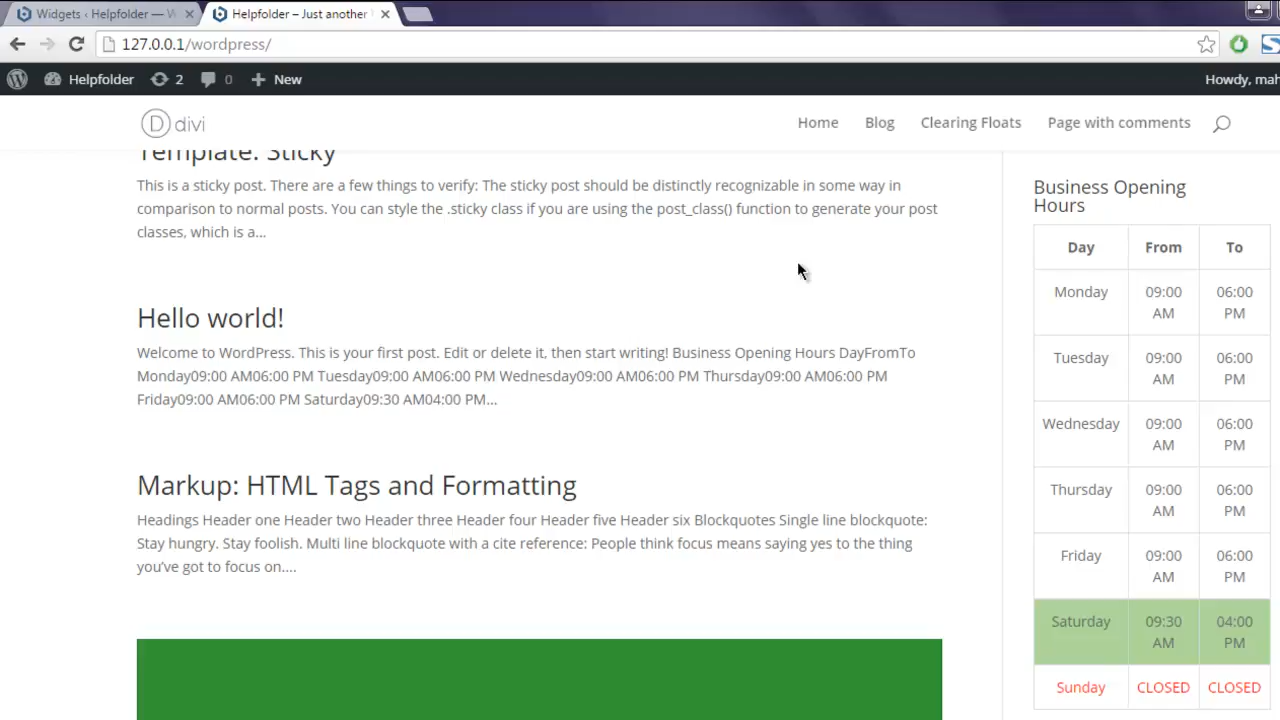 Widgets ‹ Helpfolder — W
Helpfolder – Just another
127.0.0.1/wordpress/
Helpfolder 2 0 New
Howdy, mah
D divi
Home Blog Clearing Floats Page with comments
Template: Sticky
This is a sticky post. There are a few things to verify: The sticky post should be distinctly recognizable in some way in
comparison to normal posts. You can style the .sticky class if you are using the post_class() function to generate your post
classes, which is a...
Hello world!
Welcome to WordPress. This is your first post. Edit or delete it, then start writing! Business Opening Hours DayFromTo
Monday09:00 AM06:00 PM Tuesday09:00 AM06:00 PM Wednesday09:00 AM06:00 PM Thursday09:00 AM06:00 PM
Friday09:00 AM06:00 PM Saturday09:30 AM04:00 PM...
Markup: HTML Tags and Formatting
Headings Header one Header two Header three Header four Header five Header six Blockquotes Single line blockquote:
Stay hungry. Stay foolish. Multi line blockquote with a cite reference: People think focus means saying yes to the thing
you’ve got to focus on....
Business Opening
Hours
Day From To
Monday 09:00 06:00
AM PM
Tuesday 09:00 06:00
AM PM
Wednesday 09:00 06:00
AM PM
Thursday 09:00 06:00
AM PM
Friday 09:00 06:00
AM PM
Saturday 09:30 04:00
AM PM
Sunday CLOSED CLOSED